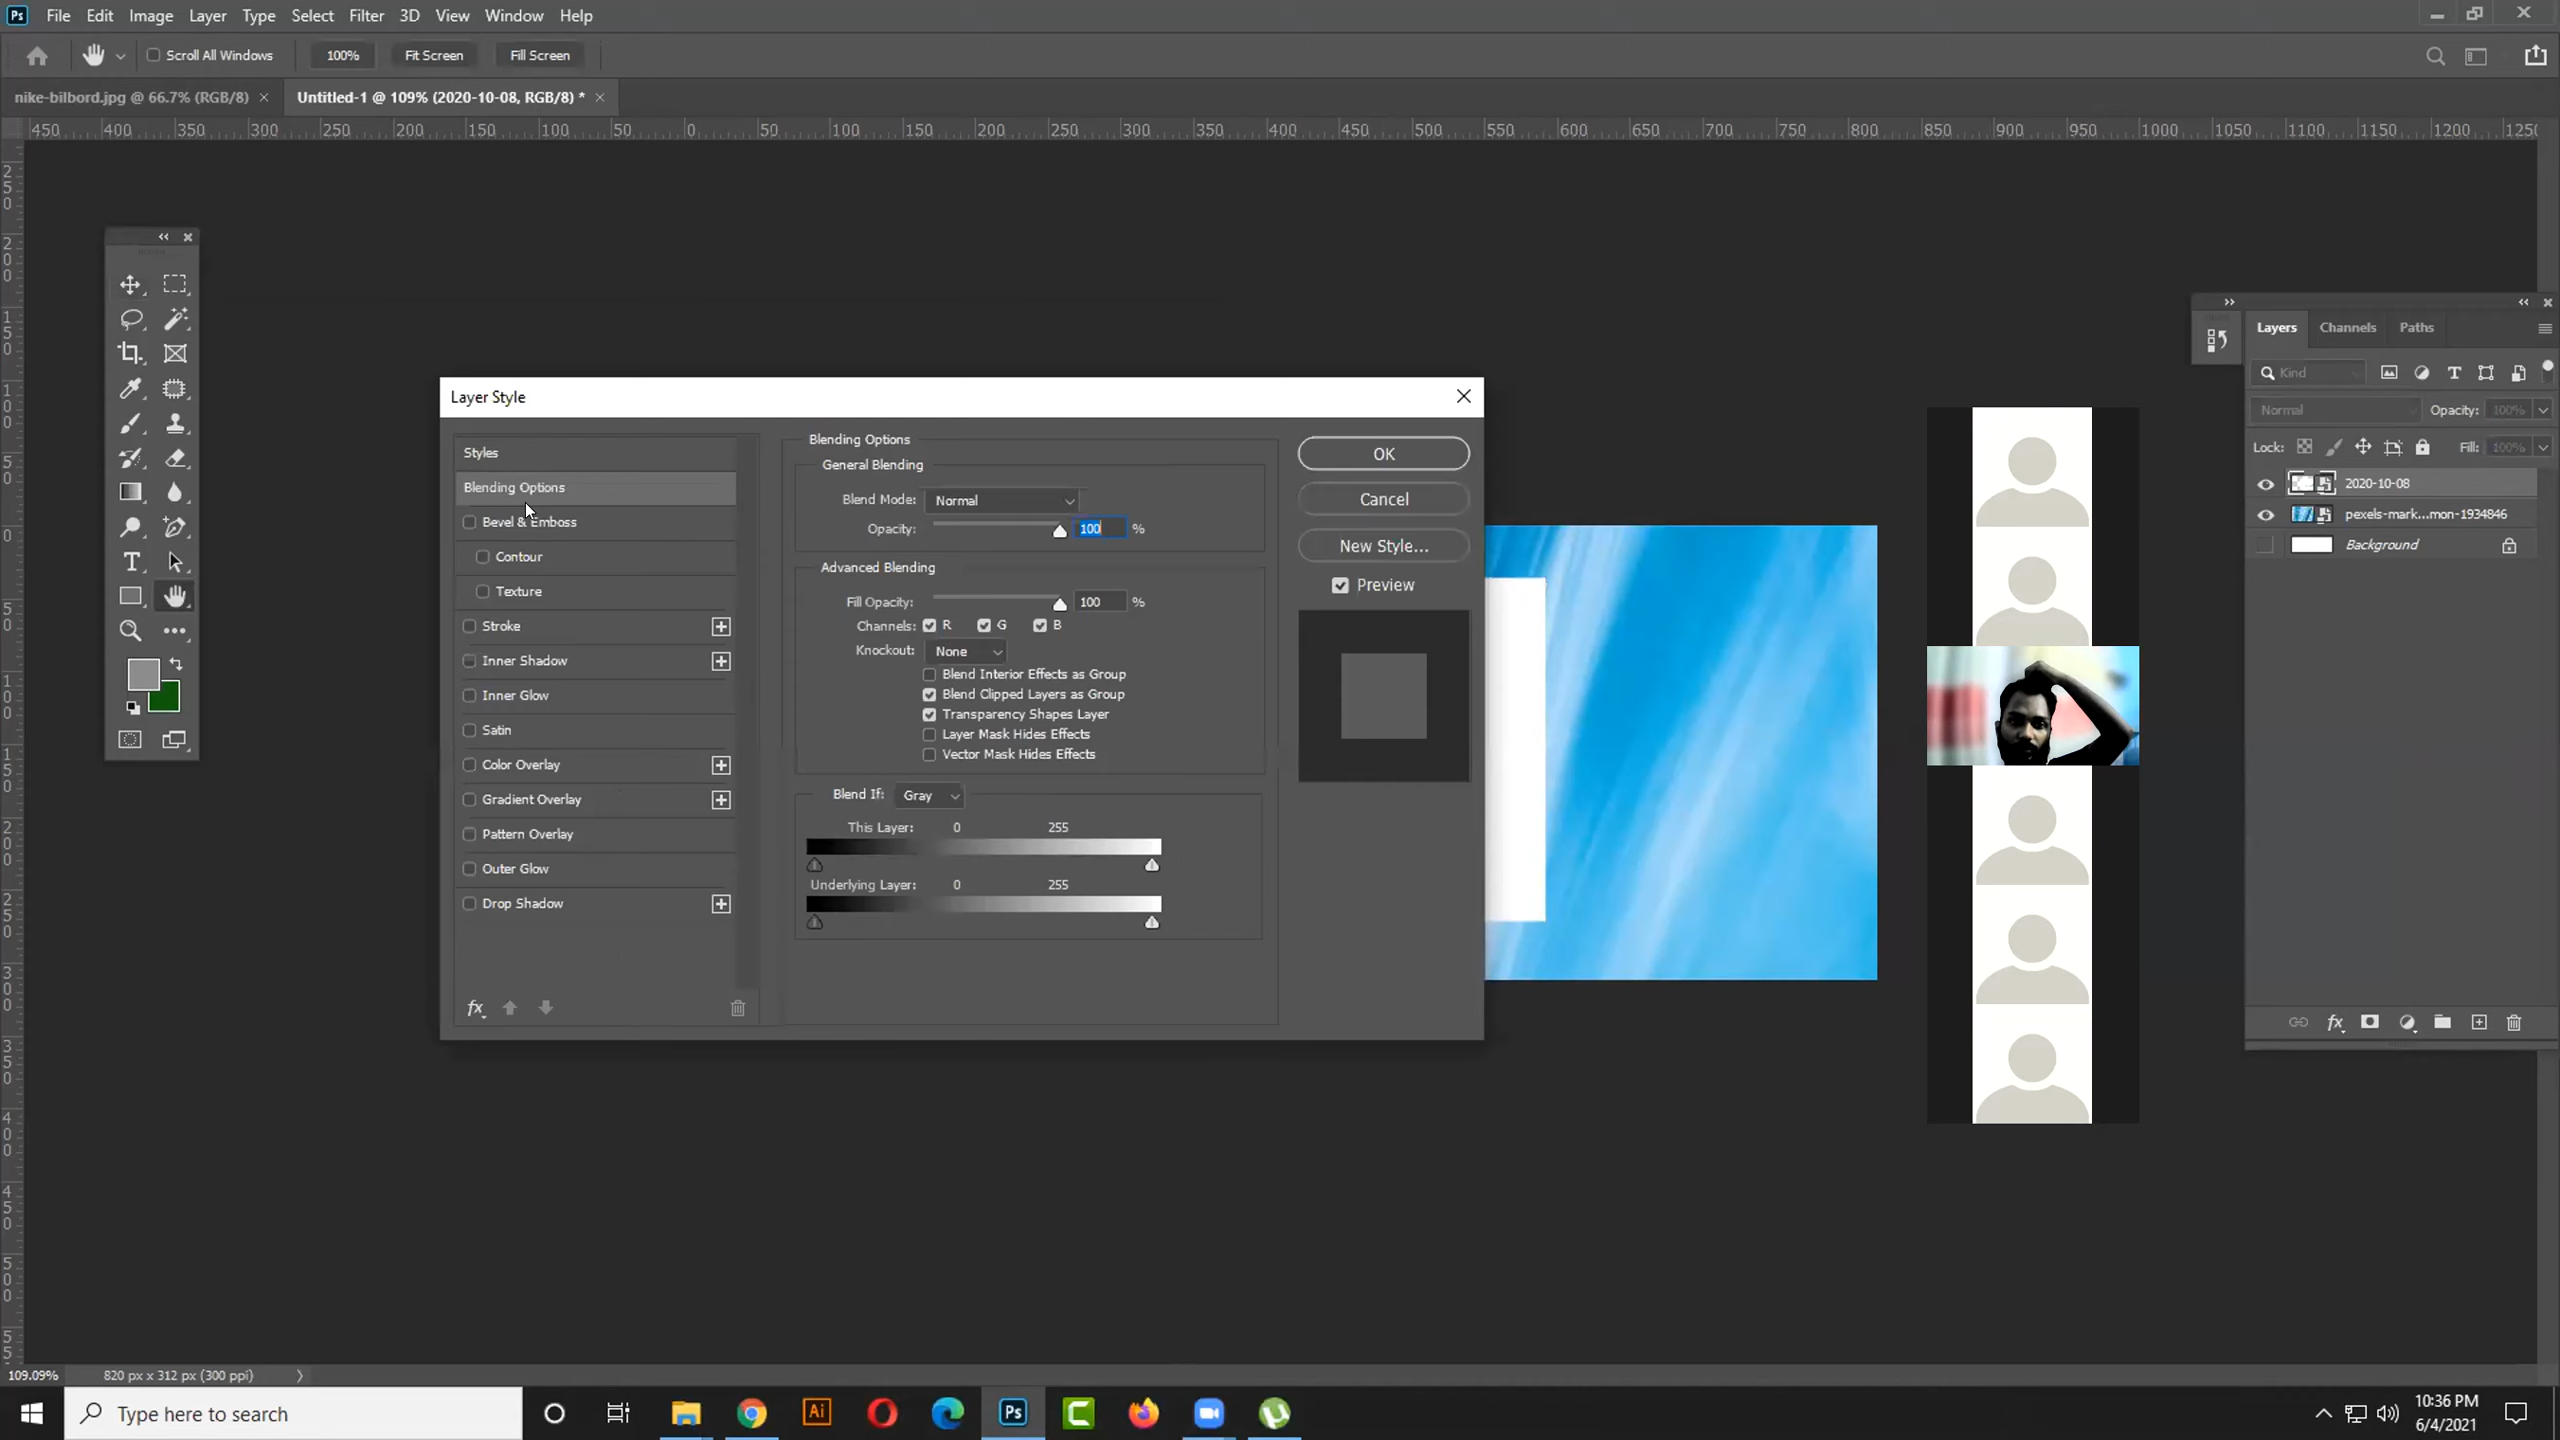 Ps File Edit Image Layer Type Select Filter 3D View Window Help
Scroll All Windows 100% Fit Screen Fill Screen
nike-bilbord.jpg @ 66.7% (RGB/8) × Untitled-1 @ 109% (2020-10-08, RGB/8) * ×
450 400 350 300 250 200 150 100 50 0 50 100 150 200 250 300 350 400 450 500 550 600 650 700 750 800 850 900 950 1000 1050 1100 1150 1200 1250
Layer Style
Styles
Blending Options
Bevel & Emboss
Contour
Texture
Stroke
Inner Shadow
Inner Glow
Satin
Color Overlay
Gradient Overlay
Pattern Overlay
Outer Glow
Drop Shadow
fx
Blending Options
General Blending
Blend Mode: Normal
Opacity: 100 %
Advanced Blending
Fill Opacity: 100 %
Channels: R G B
Knockout: None
Blend Interior Effects as Group
Blend Clipped Layers as Group
Transparency Shapes Layer
Layer Mask Hides Effects
Vector Mask Hides Effects
Blend If: Gray
This Layer: 0 255
Underlying Layer: 0 255
OK
Cancel
New Style...
Preview
Layers Channels Paths
Kind
Normal Opacity: 100%
Lock: Fill: 100%
2020-10-08
pexels-mark...mon-1934846
Background
fx
109.09% 820 px x 312 px (300 ppi)
Type here to search
Ai
Ps
10:36 PM
6/4/2021